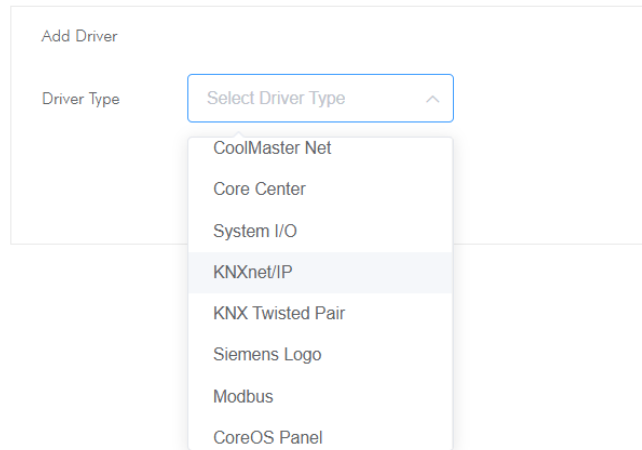 Add Driver
Driver Type
Select Driver Type
CoolMaster Net
Core Center
System I/O
KNXnet/IP
KNX Twisted Pair
Siemens Logo
Modbus
CoreOS Panel